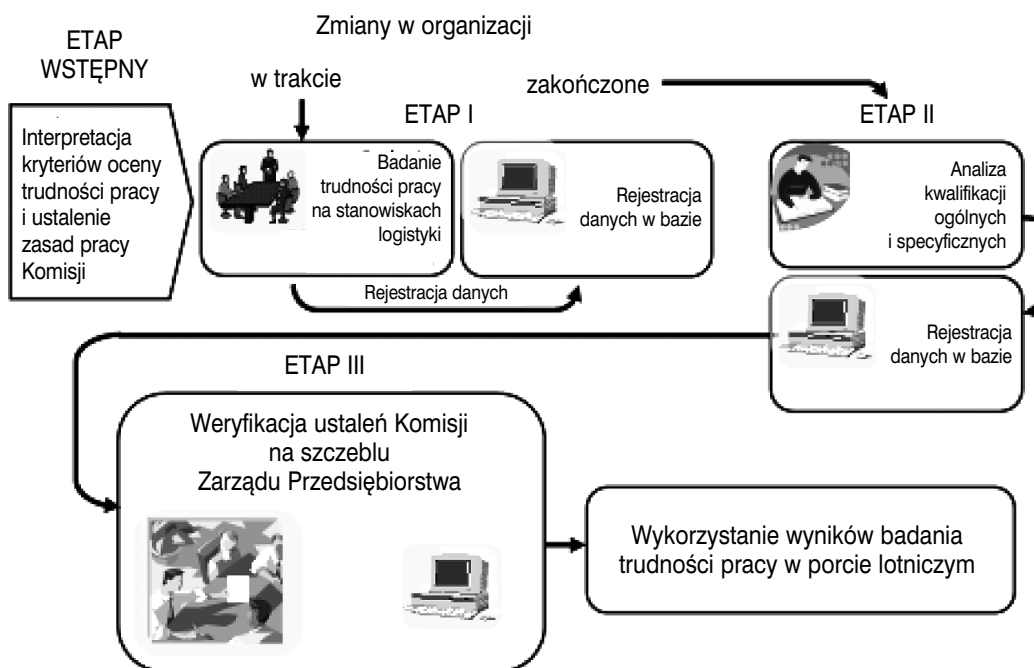 Zmiany w organizacji
ETAP
WSTĘPNY
w trakcie
zakończone
ETAP I
ETAP II
Interpretacja
kryteriów oceny
trudności pracy
i ustalenie
zasad pracy
Komisji
Badanie
trudności pracy
na stanowiskach
logistyki
Rejestracja
danych w bazie
Rejestracja danych
Analiza
kwalifikacji
ogólnych
i specyficznych
Rejestracja
danych w bazie
ETAP III
Weryfikacja ustaleń Komisji
na szczeblu
Zarządu Przedsiębiorstwa
Wykorzystanie wyników badania
trudności pracy w porcie lotniczym